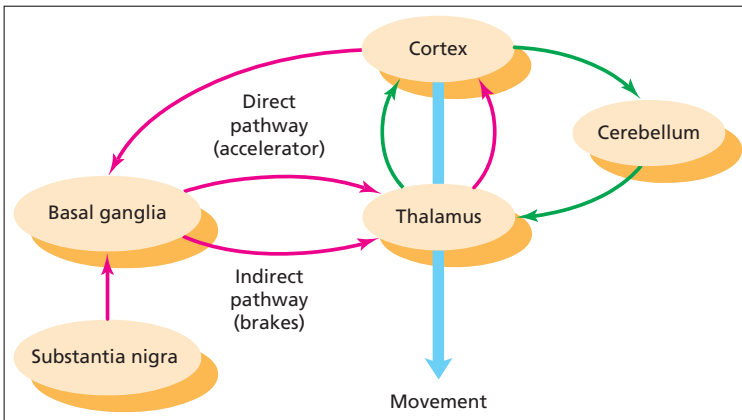 Cortex
Direct
pathway
(accelerator)
Cerebellum
Basal ganglia
Thalamus
Indirect
pathway
(brakes)
Substantia nigra
Movement